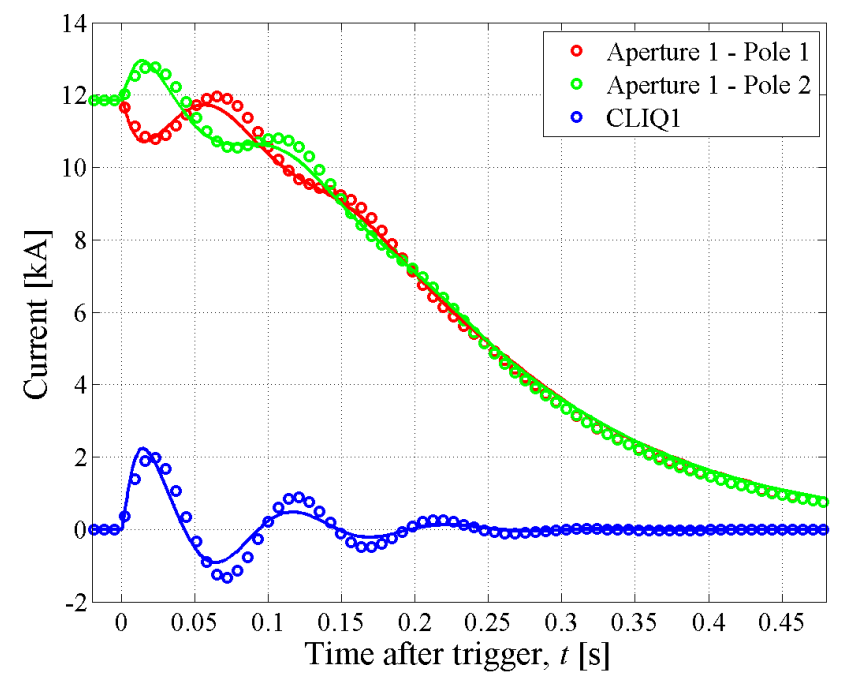 14
12
10
8
6
4
2
0
-2
Current [kA]
Aperture 1 - Pole 1
Aperture 1 - Pole 2
CLIQ1
0 0.05 0.1 0.15 0.2 0.25 0.3 0.35 0.4 0.45
Time after trigger, t [s]